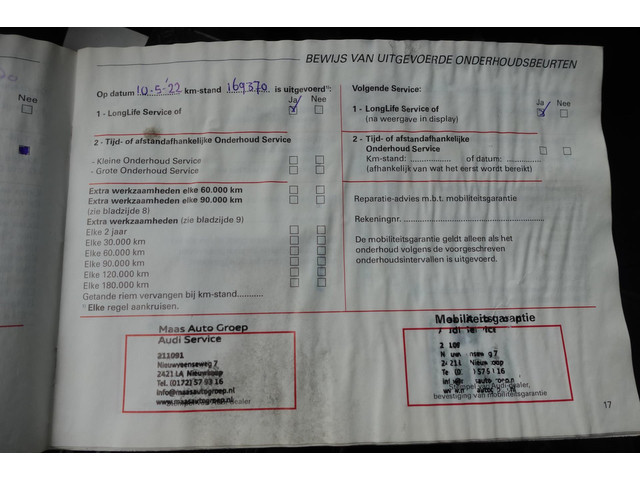 BEWIJS VAN UITGEVOERDE ONDERHOUDSBEURTEN
Nee
Op datum 10-5-'22 km-stand 169370 is uitgevoerd¹⁾:
Ja Nee
1 - LongLife Service of
2 - Tijd- of afstandafhankelijke Onderhoud Service
- Kleine Onderhoud Service
- Grote Onderhoud Service
Extra werkzaamheden elke 60.000 km
Extra werkzaamheden elke 90.000 km
(zie bladzijde 8)
Extra werkzaamheden (zie bladzijde 9)
Elke 2 jaar
Elke 30.000 km
Elke 60.000 km
Elke 90.000 km
Elke 120.000 km
Elke 180.000 km
Getande riem vervangen bij km-stand...........
Elke regel aankruisen.
Maas Auto Groep
Audi Service
211091
Nieuwveenseweg 7
2421 LA Nieuwkoop
Tel. (0172) 57 93 16
info@maasautogroep.nl
www.maasautogroep.nl
Volgende Service:
Ja Nee
1 - LongLife Service of
(na weergave in display)
2 - Tijd- of afstandafhankelijke
Onderhoud Service
Km-stand: ................. of datum: ..............
(afhankelijk van wat het eerst wordt bereikt)
Reparatie-advies m.b.t. mobiliteitsgarantie
Rekeningnr. ..........................................................
De mobiliteitsgarantie geldt alleen als het
onderhoud volgens de voorgeschreven
onderhoudsintervallen is uitgevoerd.
Mobiliteitsgarantie
Stempel van Audi-dealer,
bevestiging van mobiliteitsgarantie
17